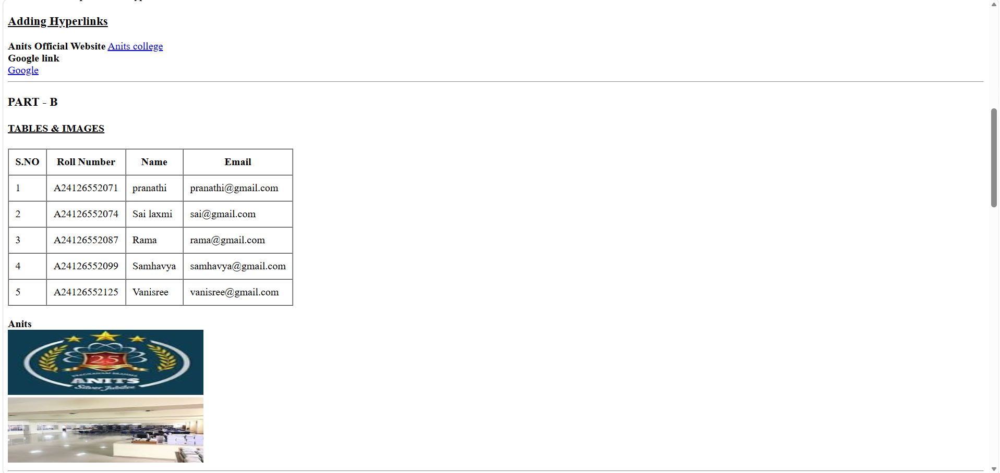 Adding Hyperlinks
Anits Official Website Anits college
Google link
Google
PART - B
TABLES & IMAGES
S.NO Roll Number Name Email
1 A24126552071 pranathi pranathi@gmail.com
2 A24126552074 Sai laxmi sai@gmail.com
3 A24126552087 Rama rama@gmail.com
4 A24126552099 Samhavya samhavya@gmail.com
5 A24126552125 Vanisree vanisree@gmail.com
Anits
25
ANITS
Silver Jubilee